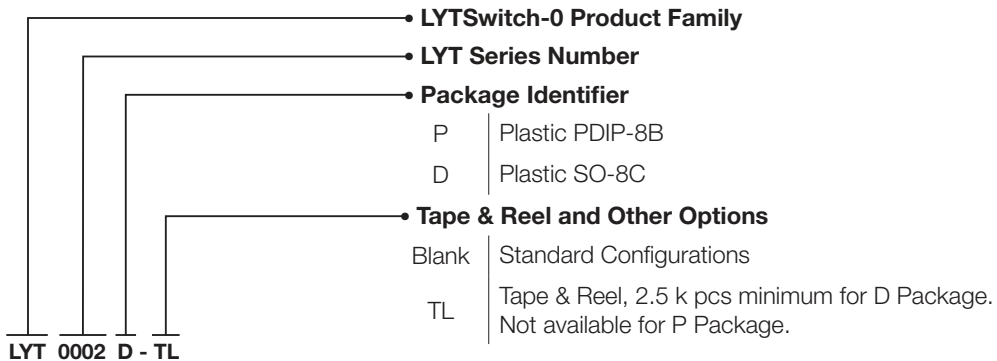 LYTSwitch-0 Product Family
LYT Series Number
Package Identifier
P Plastic PDIP-8B
D Plastic SO-8C
Tape & Reel and Other Options
Blank Standard Configurations
TL Tape & Reel, 2.5 k pcs minimum for D Package.
Not available for P Package.
LYT 0002 D - TL